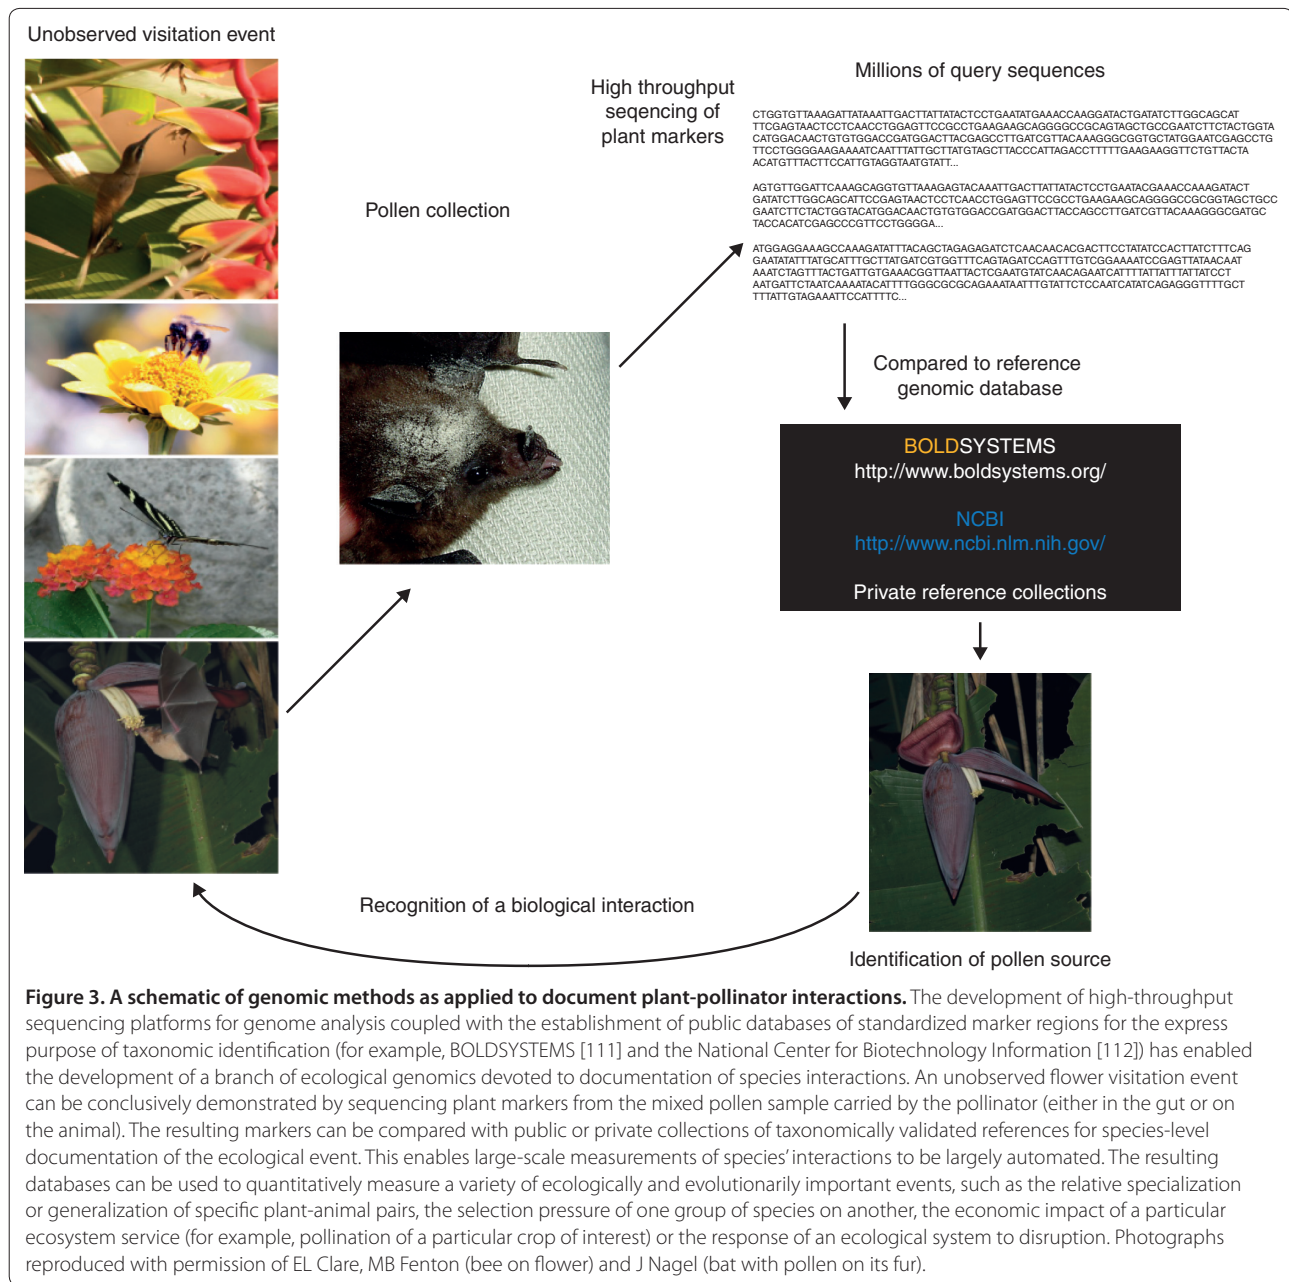 Unobserved visitation event
High throughput
seqencing of
plant markers
Millions of query sequences
CTGGTGTTAAAGATTATAAATTGACTTATTATACTCCTGAATATGAAACCAAGGATACTGATATCTTGGCAGCAT
TTCGAGTAACTCCTCAACCTGGAGTTCCGCCTGAAGAAGCAGGGGCCGCAGTAGCTGCCGAATCTTCTACTGGTA
CATGGACAACTGTGTGGACCGATGGACTTACGAGCCTTGATCGTTACAAAGGGCGGTGCTATGGAATCGAGCCTG
TTCCTGGGGAAGAAAATCAATTTATTGCTTATGTAGCTTACCCATTAGACCTTTTTGAAGAAGGTTCTGTTACTA
ACATGTTTACTTCCATTGTAGGTAATGTATT...
AGTGTTGGATTCAAAGCAGGTGTTAAAGAGTACAAATTGACTTATTATACTCCTGAATACGAAACCAAAGATACT
GATATCTTGGCAGCATTCCGAGTAACTCCTCAACCTGGAGTTCCGCCTGAAGAAGCAGGGGCCGCGGTAGCTGCC
GAATCTTCTACTGGTACATGGACAACTGTGTGGACCGATGGACTTACCAGCCTTGATCGTTACAAAGGGCGATGC
TACCACATCGAGCCCGTTCCTGGGGA...
ATGGAGGAAAGCCAAAGATATTTACAGCTAGAGAGATCTCAACAACACGACTTCCTATATCCACTTATCTTTCAG
GAATATATTTATGCATTTGCTTATGATCGTGGTTTCAGTAGATCCAGTTTGTCGGAAAATCCGAGTTATAACAAT
AAATCTAGTTTACTGATTGTGAAACGGTTAATTACTCGAATGTATCAACAGAATCATTTTATTATTTATTATCCT
AATGATTCTAATCAAAATACATTTTGGGCGCGCAGAAATAATTTGTATTCTCCAATCATATCAGAGGGTTTTGCT
TTTATTGTAGAAATTCCATTTTC...
Pollen collection
Compared to reference
genomic database
BOLDSYSTEMS
http://www.boldsystems.org/
NCBI
http://www.ncbi.nlm.nih.gov/
Private reference collections
Recognition of a biological interaction
Identification of pollen source
Figure 3. A schematic of genomic methods as applied to document plant-pollinator interactions. The development of high-throughput
sequencing platforms for genome analysis coupled with the establishment of public databases of standardized marker regions for the express
purpose of taxonomic identification (for example, BOLDSYSTEMS [111] and the National Center for Biotechnology Information [112]) has enabled
the development of a branch of ecological genomics devoted to documentation of species interactions. An unobserved flower visitation event
can be conclusively demonstrated by sequencing plant markers from the mixed pollen sample carried by the pollinator (either in the gut or on
the animal). The resulting markers can be compared with public or private collections of taxonomically validated references for species-level
documentation of the ecological event. This enables large-scale measurements of species' interactions to be largely automated. The resulting
databases can be used to quantitatively measure a variety of ecologically and evolutionarily important events, such as the relative specialization
or generalization of specific plant-animal pairs, the selection pressure of one group of species on another, the economic impact of a particular
ecosystem service (for example, pollination of a particular crop of interest) or the response of an ecological system to disruption. Photographs
reproduced with permission of EL Clare, MB Fenton (bee on flower) and J Nagel (bat with pollen on its fur).